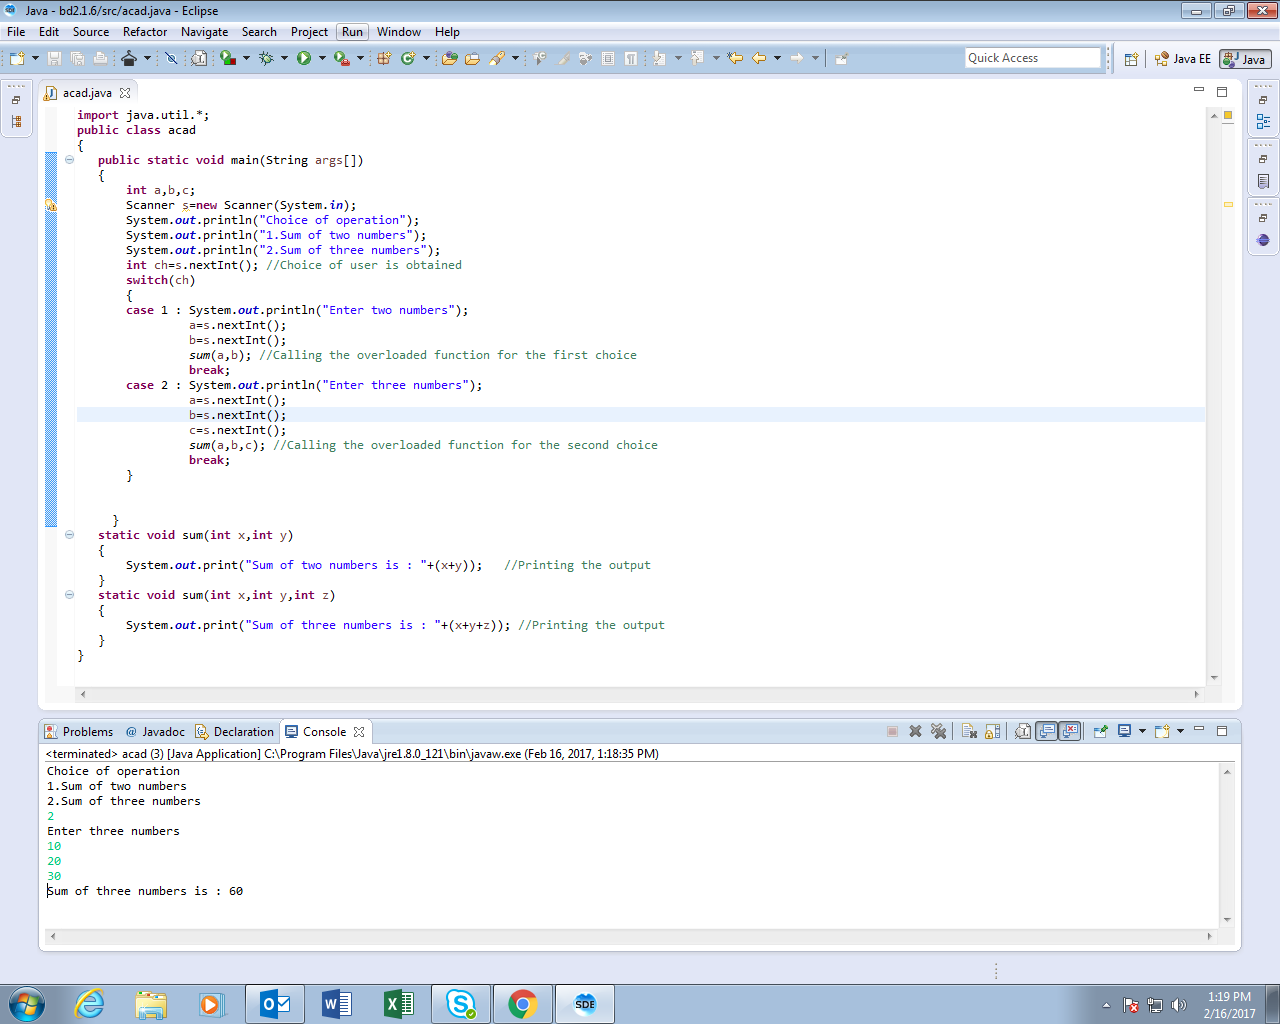 Java - bd2.1.6/src/acad.java - Eclipse
File Edit Source Refactor Navigate Search Project Run Window Help
Quick Access Java EE Java
acad.java
import java.util.*;
public class acad
{
public static void main(String args[])
{
int a,b,c;
Scanner s=new Scanner(System.in);
System.out.println("Choice of operation");
System.out.println("1.Sum of two numbers");
System.out.println("2.Sum of three numbers");
int ch=s.nextInt(); //Choice of user is obtained
switch(ch)
{
case 1 : System.out.println("Enter two numbers");
a=s.nextInt();
b=s.nextInt();
sum(a,b); //Calling the overloaded function for the first choice
break;
case 2 : System.out.println("Enter three numbers");
a=s.nextInt();
b=s.nextInt();
c=s.nextInt();
sum(a,b,c); //Calling the overloaded function for the second choice
break;
}
}
static void sum(int x,int y)
{
System.out.print("Sum of two numbers is : "+(x+y)); //Printing the output
}
static void sum(int x,int y,int z)
{
System.out.print("Sum of three numbers is : "+(x+y+z)); //Printing the output
}
}
Problems @ Javadoc Declaration Console
<terminated> acad (3) [Java Application] C:\Program Files\Java\jre1.8.0_121\bin\javaw.exe (Feb 16, 2017, 1:18:35 PM)
Choice of operation
1.Sum of two numbers
2.Sum of three numbers
2
Enter three numbers
10
20
30
Sum of three numbers is : 60
SDE
1:19 PM
2/16/2017